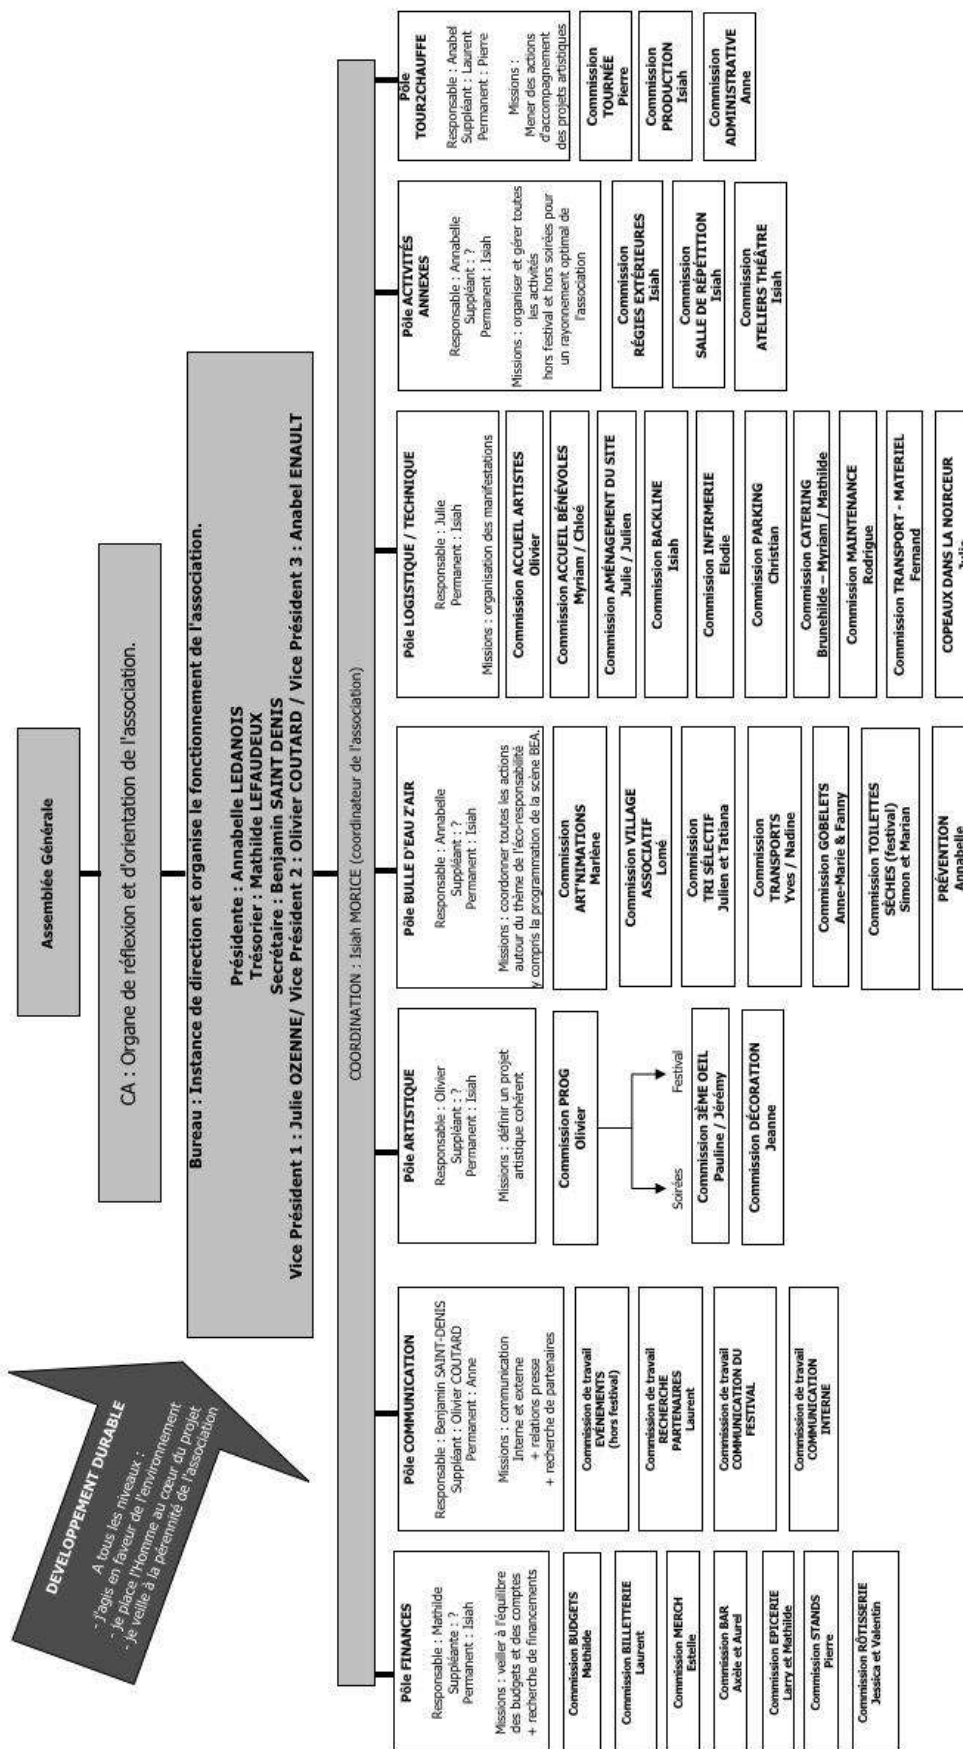 Assemblée Générale
CA : Organe de réflexion et d'orientation de l'association.
Bureau : Instance de direction et organise le fonctionnement de l'association.
Présidente : Annabelle LEDANOIS
Trésorier : Mathilde LEFAUDEUX
Secrétaire : Benjamin SAINT DENIS
Vice Président 1 : Julie OZENNE/ Vice Président 2 : Olivier COUTARD / Vice Président 3 : Anabel ENAULT
DEVELOPPEMENT DURABLE
A tous les niveaux :
- j'agis en faveur de l'environnement
- je place l'Homme au cœur du projet
- je veille à la pérennité de l'association
COORDINATION : Isiah MORICE (coordinateur de l'association)
Pôle FINANCES
Responsable : Mathilde
Suppléante : ?
Permanent : Isiah
Missions : veiller à l'équilibre
des budgets et des comptes
+ recherche de financements
Commission BUDGETS
Mathilde
Commission BILLETTERIE
Laurent
Commission MERCH
Estelle
Commission BAR
Axèle et Aurel
Commission EPICERIE
Larry et Mathilde
Commission STANDS
Pierre
Commission RÔTISSERIE
Jessica et Valentin
Pôle COMMUNICATION
Responsable : Benjamin SAINT-DENIS
Suppléant : Olivier COUTARD
Permanent : Anne
Missions : communication
Interne et externe
+ relations presse
+ recherche de partenaires
Commission de travail
EVÈNEMENTS
(hors festival)
Commission de travail
RECHERCHE
PARTENAIRES
Laurent
Commission de travail
COMMUNICATION DU
FESTIVAL
Commission de travail
COMMUNICATION
INTERNE
Pôle ARTISTIQUE
Responsable : Olivier
Suppléant : ?
Permanent : Isiah
Missions : définir un projet
artistique cohérent
Commission PROG
Olivier
Soirées
Festival
Commission 3ÈME OEIL
Pauline / Jérémy
Commission DÉCORATION
Jeanne
Pôle BULLE D'EAU Z'AIR
Responsable : Annabelle
Suppléant : ?
Permanent : Isiah
Missions : coordonner toutes les actions
autour du thème de l'éco-responsabilité
y compris la programmation de la scène BEA.
Commission
ART'NIMATIONS
Marlène
Commission VILLAGE
ASSOCIATIF
Lomé
Commission
TRI SÉLECTIF
Julien et Tatiana
Commission
TRANSPORTS
Yves / Nadine
Commission GOBELETS
Anne-Marie & Fanny
Commission TOILETTES
SÈCHES (festival)
Simon et Marian
PRÉVENTION
Annabelle
Pôle LOGISTIQUE / TECHNIQUE
Responsable : Julie
Permanent : Isiah
Missions : organisation des manifestations
Commission ACCUEIL ARTISTES
Olivier
Commission ACCUEIL BÉNÉVOLES
Myriam / Chloé
Commission AMÉNAGEMENT DU SITE
Julie / Julien
Commission BACKLINE
Isiah
Commission INFIRMERIE
Elodie
Commission PARKING
Christian
Commission CATERING
Brunehilde – Myriam / Mathilde
Commission MAINTENANCE
Rodrigue
Commission TRANSPORT - MATERIEL
Fernand
COPEAUX DANS LA NOIRCEUR
Julie
Pôle ACTIVITÉS
ANNEXES
Responsable : Annabelle
Suppléant : ?
Permanent : Isiah
Missions : organiser et gérer toutes
les activités
hors festival et hors soirées pour
un rayonnement optimal de
l'association
Commission
RÉGIES EXTÉRIEURES
Isiah
Commission
SALLE DE RÉPÉTITION
Isiah
Commission
ATELIERS THÉÂTRE
Isiah
Pôle
TOUR2CHAUFFE
Responsable : Anabel
Suppléant : Laurent
Permanent : Pierre
Missions :
Mener des actions
d'accompagnement
des projets artistiques
Commission
TOURNÉE
Pierre
Commission
PRODUCTION
Isiah
Commission
ADMINISTRATIVE
Anne